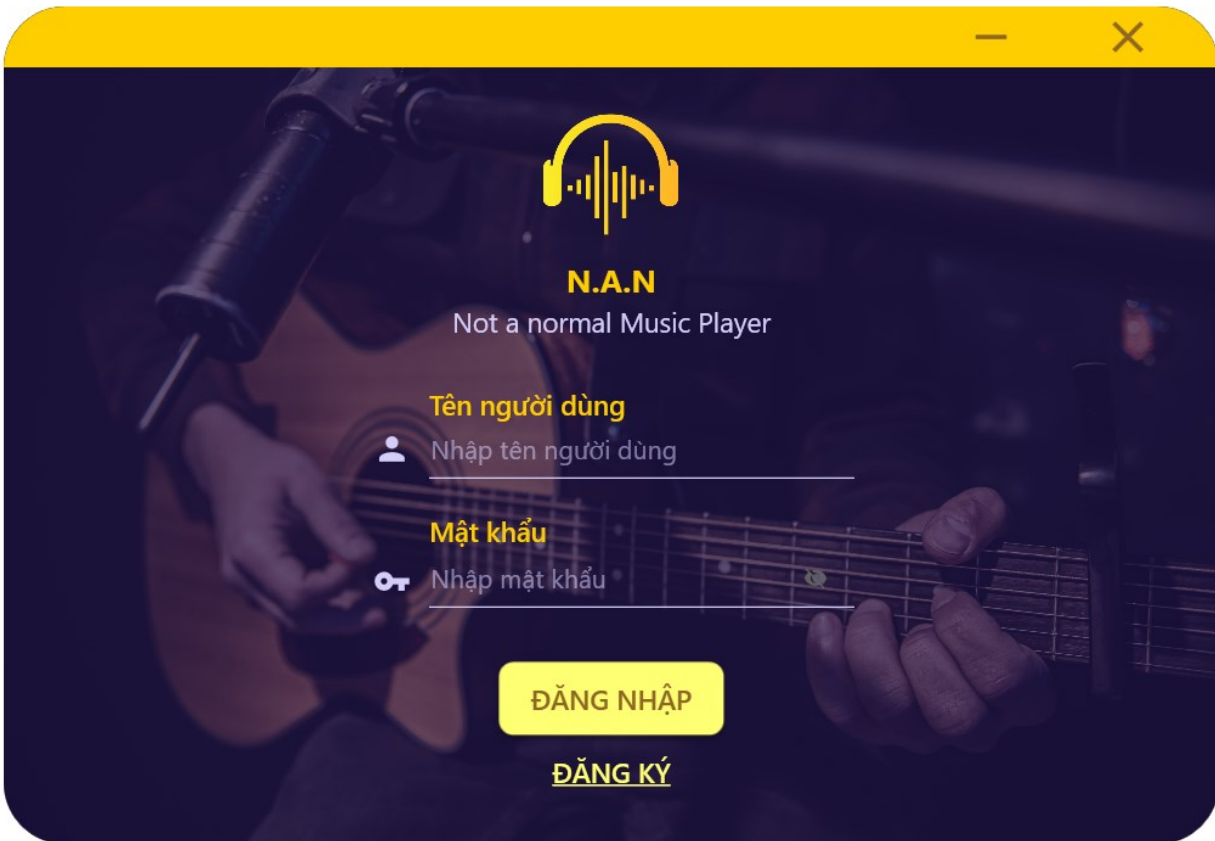 N.A.N
Not a normal Music Player
Tên người dùng
Nhập tên người dùng
Mật khẩu
Nhập mật khẩu
ĐĂNG NHẬP
ĐĂNG KÝ